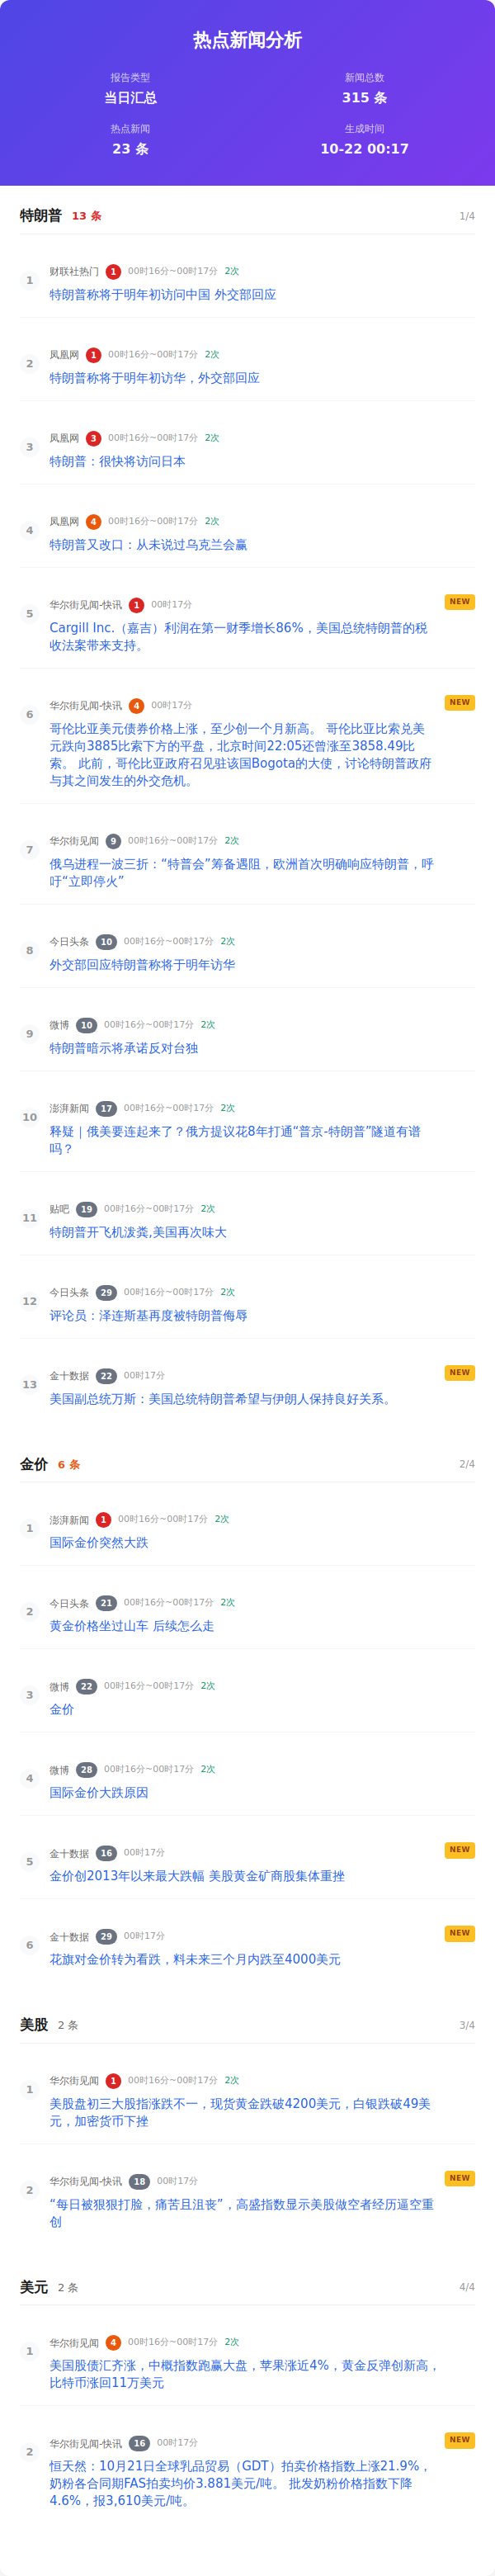 热点新闻分析
报告类型
新闻总数
当日汇总
315 条
热点新闻
生成时间
23 条
10-22 00:17
特朗普 13 条 1/4
1
财联社热门 1 00时16分~00时17分 2次
特朗普称将于明年初访问中国 外交部回应
2
凤凰网 1 00时16分~00时17分 2次
特朗普称将于明年初访华，外交部回应
3
凤凰网 3 00时16分~00时17分 2次
特朗普：很快将访问日本
4
凤凰网 4 00时16分~00时17分 2次
特朗普又改口：从未说过乌克兰会赢
5
华尔街见闻-快讯 1 00时17分 NEW
Cargill Inc.（嘉吉）利润在第一财季增长86%，美国总统特朗普的税
收法案带来支持。
6
华尔街见闻-快讯 4 00时17分 NEW
哥伦比亚美元债券价格上涨，至少创一个月新高。 哥伦比亚比索兑美
元跌向3885比索下方的平盘，北京时间22:05还曾涨至3858.49比
索。 此前，哥伦比亚政府召见驻该国Bogota的大使，讨论特朗普政府
与其之间发生的外交危机。
7
华尔街见闻 9 00时16分~00时17分 2次
俄乌进程一波三折：“特普会”筹备遇阻，欧洲首次明确响应特朗普，呼
吁“立即停火”
8
今日头条 10 00时16分~00时17分 2次
外交部回应特朗普称将于明年访华
9
微博 10 00时16分~00时17分 2次
特朗普暗示将承诺反对台独
10
澎湃新闻 17 00时16分~00时17分 2次
释疑｜俄美要连起来了？俄方提议花8年打通“普京-特朗普”隧道有谱
吗？
11
贴吧 19 00时16分~00时17分 2次
特朗普开飞机泼粪,美国再次味大
12
今日头条 29 00时16分~00时17分 2次
评论员：泽连斯基再度被特朗普侮辱
13
金十数据 22 00时17分 NEW
美国副总统万斯：美国总统特朗普希望与伊朗人保持良好关系。
金价 6 条 2/4
1
澎湃新闻 1 00时16分~00时17分 2次
国际金价突然大跌
2
今日头条 21 00时16分~00时17分 2次
黄金价格坐过山车 后续怎么走
3
微博 22 00时16分~00时17分 2次
金价
4
微博 28 00时16分~00时17分 2次
国际金价大跌原因
5
金十数据 16 00时17分 NEW
金价创2013年以来最大跌幅 美股黄金矿商股集体重挫
6
金十数据 29 00时17分 NEW
花旗对金价转为看跌，料未来三个月内跌至4000美元
美股 2 条 3/4
1
华尔街见闻 1 00时16分~00时17分 2次
美股盘初三大股指涨跌不一，现货黄金跌破4200美元，白银跌破49美
元，加密货币下挫
2
华尔街见闻-快讯 18 00时17分 NEW
“每日被狠狠打脸，痛苦且沮丧”，高盛指数显示美股做空者经历逼空重
创
美元 2 条 4/4
1
华尔街见闻 4 00时16分~00时17分 2次
美国股债汇齐涨，中概指数跑赢大盘，苹果涨近4%，黄金反弹创新高，
比特币涨回11万美元
2
华尔街见闻-快讯 16 00时17分 NEW
恒天然：10月21日全球乳品贸易（GDT）拍卖价格指数上涨21.9%，
奶粉各合同期FAS拍卖均价3.881美元/吨。 批发奶粉价格指数下降
4.6%，报3,610美元/吨。